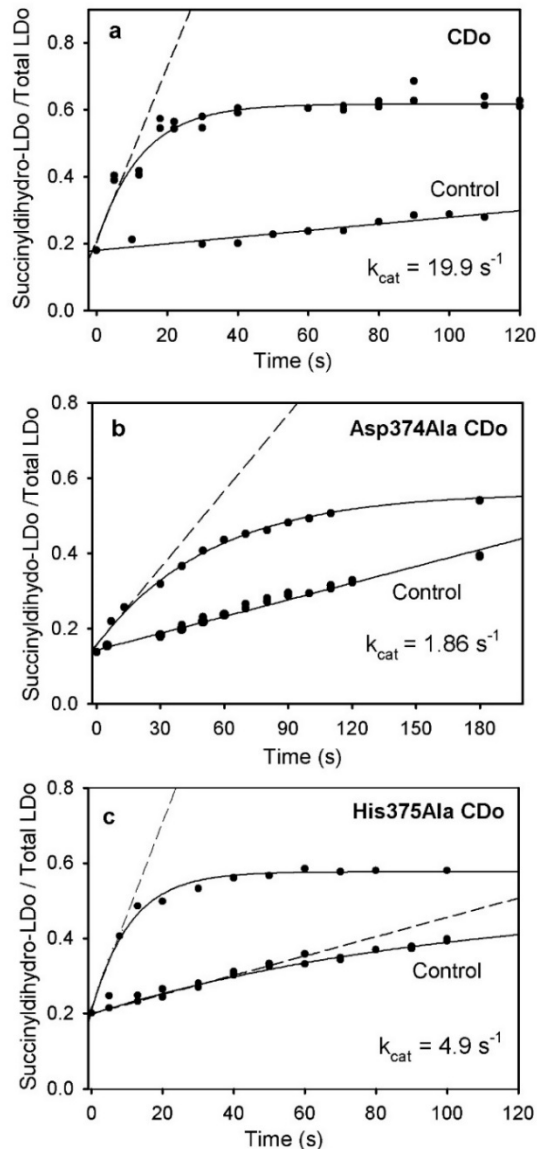 a
CDo
Succinyldihydro-LDo /Total LDo
0.8
0.6
0.4
0.2
0.0
Control
k_cat = 19.9 s⁻¹
0 20 40 60 80 100 120
Time (s)
b
Asp374Ala CDo
Succinyldihydo-LDo /Total LDo
0.8
0.6
0.4
0.2
0.0
Control
k_cat = 1.86 s⁻¹
0 30 60 90 120 150 180
Time (s)
c
His375Ala CDo
Succinyldihydro-LDo / Total LDo
0.8
0.6
0.4
0.2
0.0
Control
k_cat = 4.9 s⁻¹
0 20 40 60 80 100 120
Time (s)